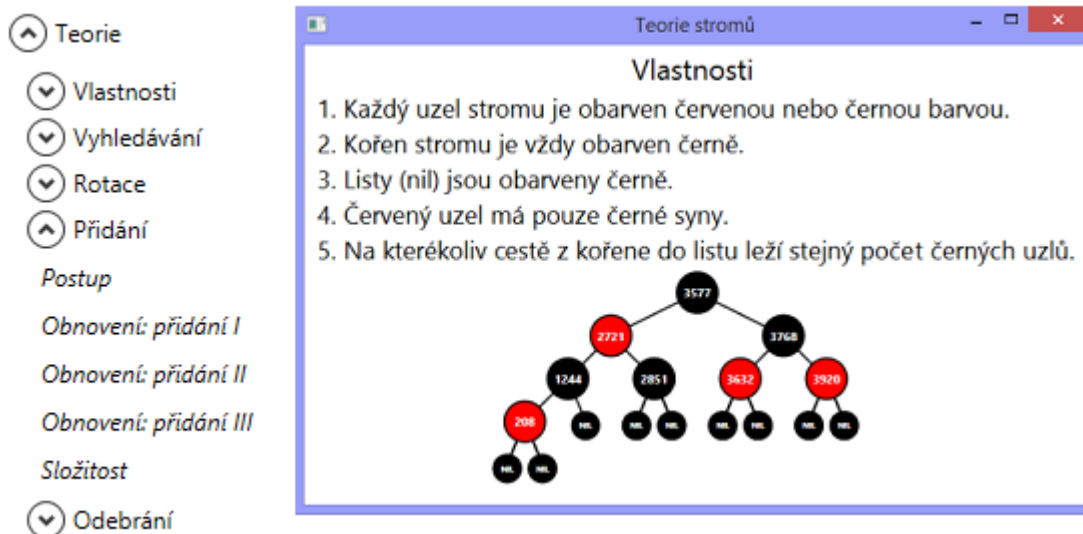 Teorie
Vlastnosti
Vyhledávání
Rotace
Přidání
Postup
Obnovení: přidání I
Obnovení: přidání II
Obnovení: přidání III
Složitost
Odebrání
Teorie stromů
Vlastnosti
1. Každý uzel stromu je obarven červenou nebo černou barvou.
2. Kořen stromu je vždy obarven černě.
3. Listy (nil) jsou obarveny černě.
4. Červený uzel má pouze černé syny.
5. Na kterékoliv cestě z kořene do listu leží stejný počet černých uzlů.
3577
2721 3768
1244 2851 3632 3920
208 NIL NIL NIL NIL NIL NIL NIL
NIL NIL